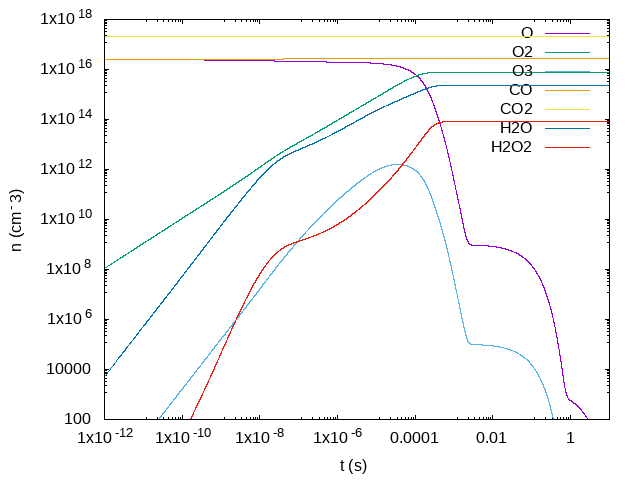 1x10 18
1x10 16
1x10 14
1x10 12
1x10 10
1x10 8
1x10 6
10000
100
n (cm-3)
O
O2
O3
CO
CO2
H2O
H2O2
1x10 -12
1x10 -10
1x10 -8
1x10 -6
0.0001
0.01
1
t (s)